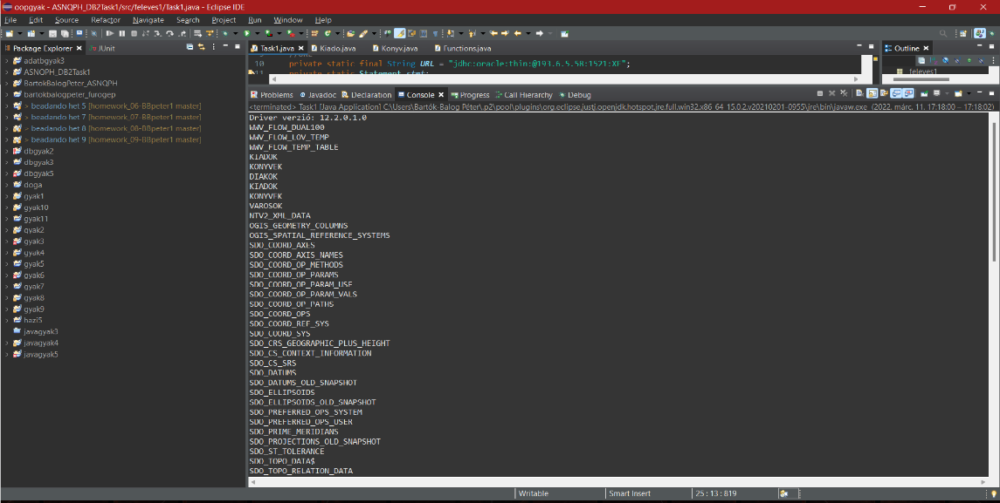 oopgyak - ASNQPH_DB2Task1/src/feleves1/Task1.java - Eclipse IDE
File Edit Source Refactor Navigate Search Project Run Window Help
Package Explorer JUnit
adatbgyak3
ASNQPH_DB2Task1
BartokBalogPeter_ASNQPH
bartokbalogpeter_furogep
> beadando het 5 [homework_06-BBpeter1 master]
> beadando het 7 [homework_07-BBpeter1 master]
> beadando het 8 [homework_08-BBpeter1 master]
> beadando het 9 [homework_09-BBpeter1 master]
dbgyak2
dbgyak3
dbgyak5
doga
gyak1
gyak10
gyak11
gyak2
gyak3
gyak4
gyak5
gyak6
gyak7
gyak8
gyak9
hazi5
javagyak3
javagyak4
javagyak5
Task1.java Kiado.java Konyv.java Functions.java
10 private static final String URL = "jdbc:oracle:thin:@193.6.5.58:1521:XE";
11 private static Statement stmt;
Outline
feleves1
Problems Javadoc Declaration Console Progress Call Hierarchy Debug
<terminated> Task1 [Java Application] C:\Users\Bartók-Balog Péter\.p2\pool\plugins\org.eclipse.justj.openjdk.hotspot.jre.full.win32.x86_64_15.0.2.v20210201-0955\jre\bin\javaw.exe (2022. márc. 11. 17:18:00 – 17:18:02)
Driver verzió: 12.2.0.1.0
WWV_FLOW_DUAL100
WWV_FLOW_LOV_TEMP
WWV_FLOW_TEMP_TABLE
KIADOK
KONYVEK
DIAKOK
KIADOK
KONYVEK
VAROSOK
NTV2_XML_DATA
OGIS_GEOMETRY_COLUMNS
OGIS_SPATIAL_REFERENCE_SYSTEMS
SDO_COORD_AXES
SDO_COORD_AXIS_NAMES
SDO_COORD_OP_METHODS
SDO_COORD_OP_PARAMS
SDO_COORD_OP_PARAM_USE
SDO_COORD_OP_PARAM_VALS
SDO_COORD_OP_PATHS
SDO_COORD_OPS
SDO_COORD_REF_SYS
SDO_COORD_SYS
SDO_CRS_GEOGRAPHIC_PLUS_HEIGHT
SDO_CS_CONTEXT_INFORMATION
SDO_CS_SRS
SDO_DATUMS
SDO_DATUMS_OLD_SNAPSHOT
SDO_ELLIPSOIDS
SDO_ELLIPSOIDS_OLD_SNAPSHOT
SDO_PREFERRED_OPS_SYSTEM
SDO_PREFERRED_OPS_USER
SDO_PRIME_MERIDIANS
SDO_PROJECTIONS_OLD_SNAPSHOT
SDO_ST_TOLERANCE
SDO_TOPO_DATA$
SDO_TOPO_RELATION_DATA
Writable Smart Insert 25 : 13 : 819